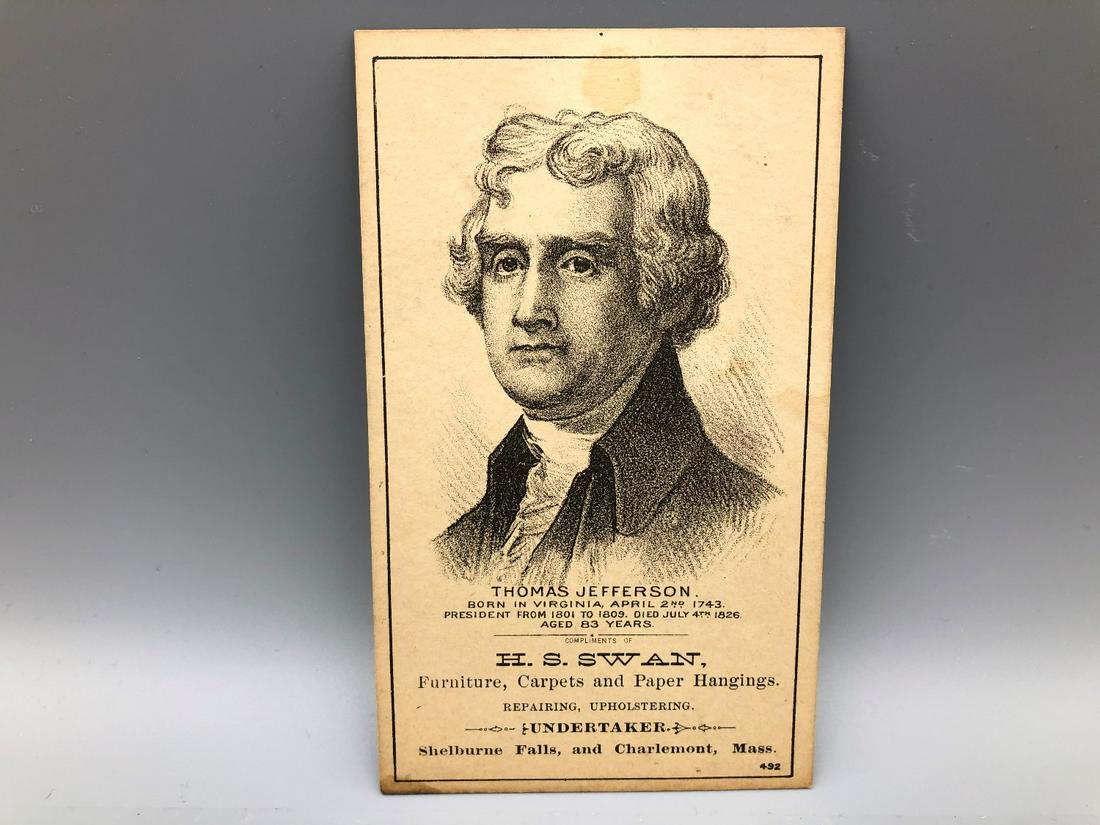 THOMAS JEFFERSON.
BORN IN VIRGINIA, APRIL 2ND 1743.
PRESIDENT FROM 1801 TO 1809. DIED JULY 4TH 1826.
AGED 83 YEARS.
COMPLIMENTS OF
H. S. SWAN,
Furniture, Carpets and Paper Hangings.
REPAIRING, UPHOLSTERING.
UNDERTAKER.
Shelburne Falls, and Charlemont, Mass.
492